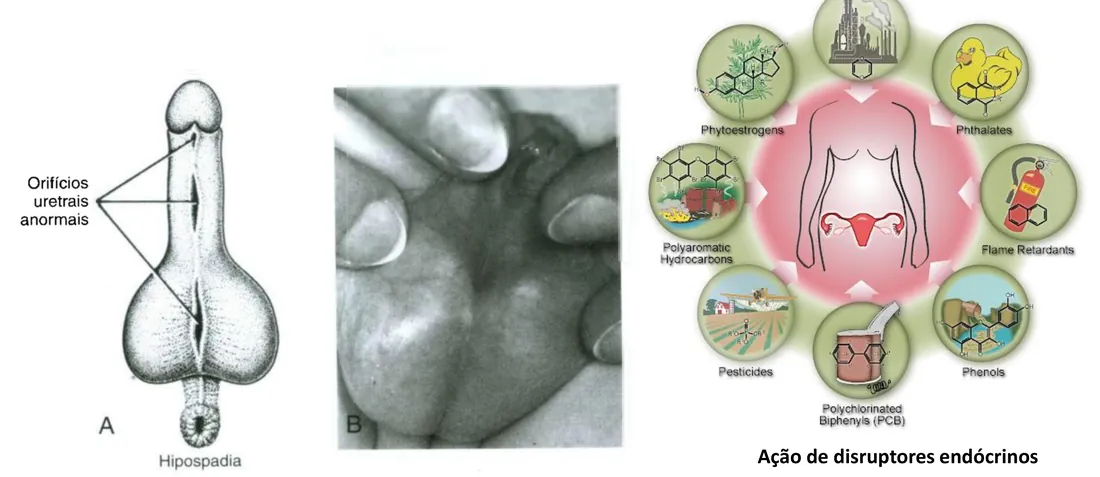 Orifícios
uretrais
anormais
A
Hipospadia
B
Phytoestrogens
Phthalates
Polyaromatic
Hydrocarbons
Flame Retardants
Pesticides
Phenols
Polychlorinated
Biphenyls (PCB)
Ação de disruptores endócrinos